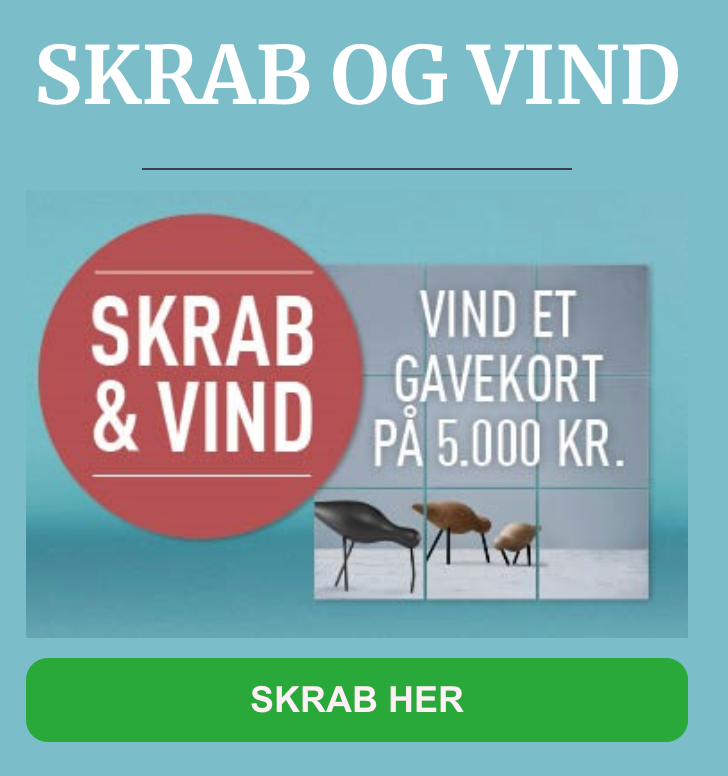 SKRAB OG VIND
SKRAB
& VIND
VIND ET
GAVEKORT
PÅ 5.000 KR.
SKRAB HER